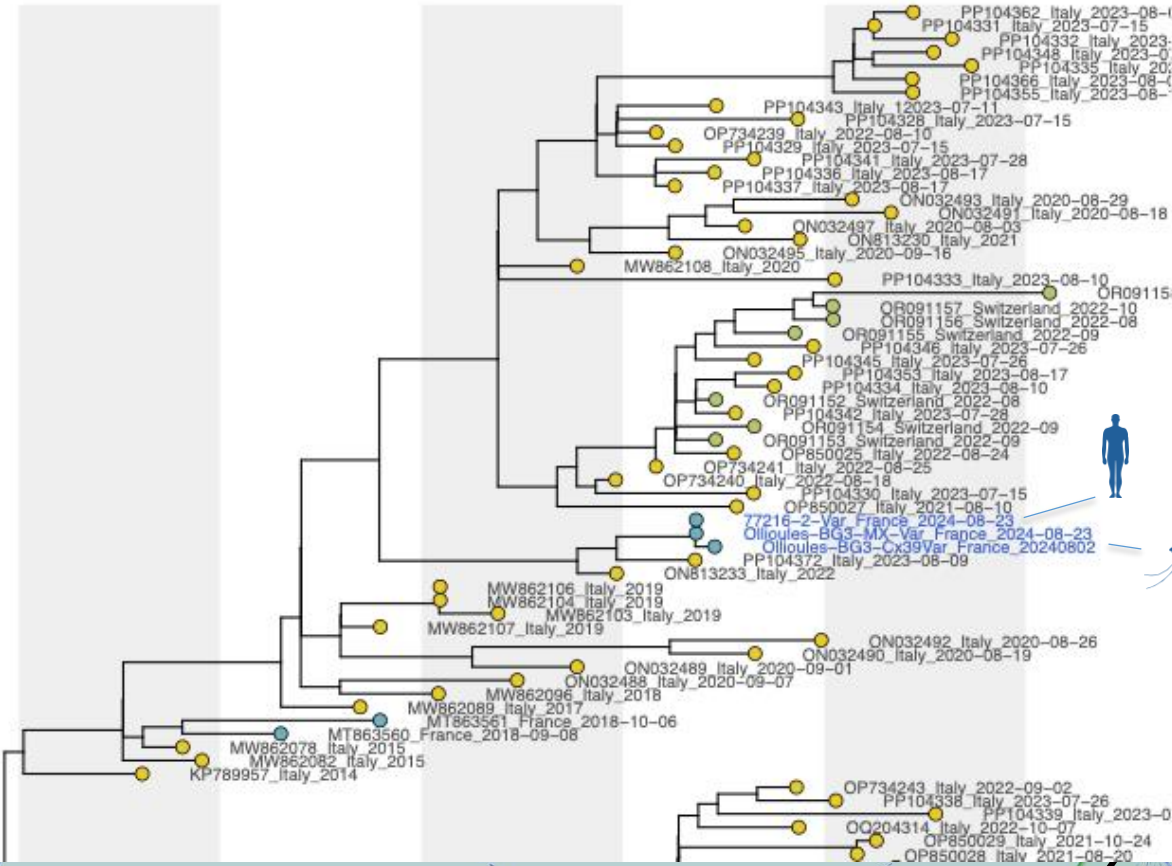 PP104362_Italy_2023-08-
PP104331_Italy_2023-07-15
PP104332_Italy_2023-
PP104348_Italy_2023-0
PP104335_Italy_202
PP104366_Italy_2023-08-0
PP104355_Italy_2023-08-
PP104343_Italy_12023-07-11
PP104328_Italy_2023-07-15
OP734239_Italy_2022-08-10
PP104329_Italy_2023-07-15
PP104341_Italy_2023-07-28
PP104336_Italy_2023-08-17
PP104337_Italy_2023-08-17
ON032493_Italy_2020-08-29
ON032491_Italy_2020-08-18
ON032497_Italy_2020-08-03
ON813230_Italy_2021
ON032495_Italy_2020-09-16
MW862108_Italy_2020
PP104333_Italy_2023-08-10
OR09115
OR091157_Switzerland_2022-10
OR091156_Switzerland_2022-08
OR091155_Switzerland_2022-09
PP104346_Italy_2023-07-26
PP104345_Italy_2023-07-26
PP104353_Italy_2023-08-17
PP104334_Italy_2023-08-10
OR091152_Switzerland_2022-08
PP104342_Italy_2023-07-28
OR091154_Switzerland_2022-09
OR091153_Switzerland_2022-09
OP850025_Italy_2022-08-24
OP734241_Italy_2022-08-25
OP734240_Italy_2022-08-18
PP104330_Italy_2023-07-15
OP850027_Italy_2021-08-10
77216-2-Var_France_2024-08-23
Ollioules-BG3-MX-Var_France_2024-08-23
Ollioules-BG3-Cx39Var_France_20240802
PP104372_Italy_2023-08-09
ON813233_Italy_2022
MW862106_Italy_2019
MW862104_Italy_2019
MW862103_Italy_2019
MW862107_Italy_2019
ON032492_Italy_2020-08-26
ON032490_Italy_2020-08-19
ON032489_Italy_2020-09-01
ON032488_Italy_2020-09-07
MW862096_Italy_2018
MW862089_Italy_2017
MT863561_France_2018-10-06
MT863560_France_2018-09-08
MW862078_Italy_2015
MW862082_Italy_2015
KP789957_Italy_2014
OP734243_Italy_2022-09-02
PP104338_Italy_2023-07-26
PP104339_Italy_2023-0
OQ204314_Italy_2022-10-07
OP850029_Italy_2021-10-24
OP850028_Italy_2021-08-20